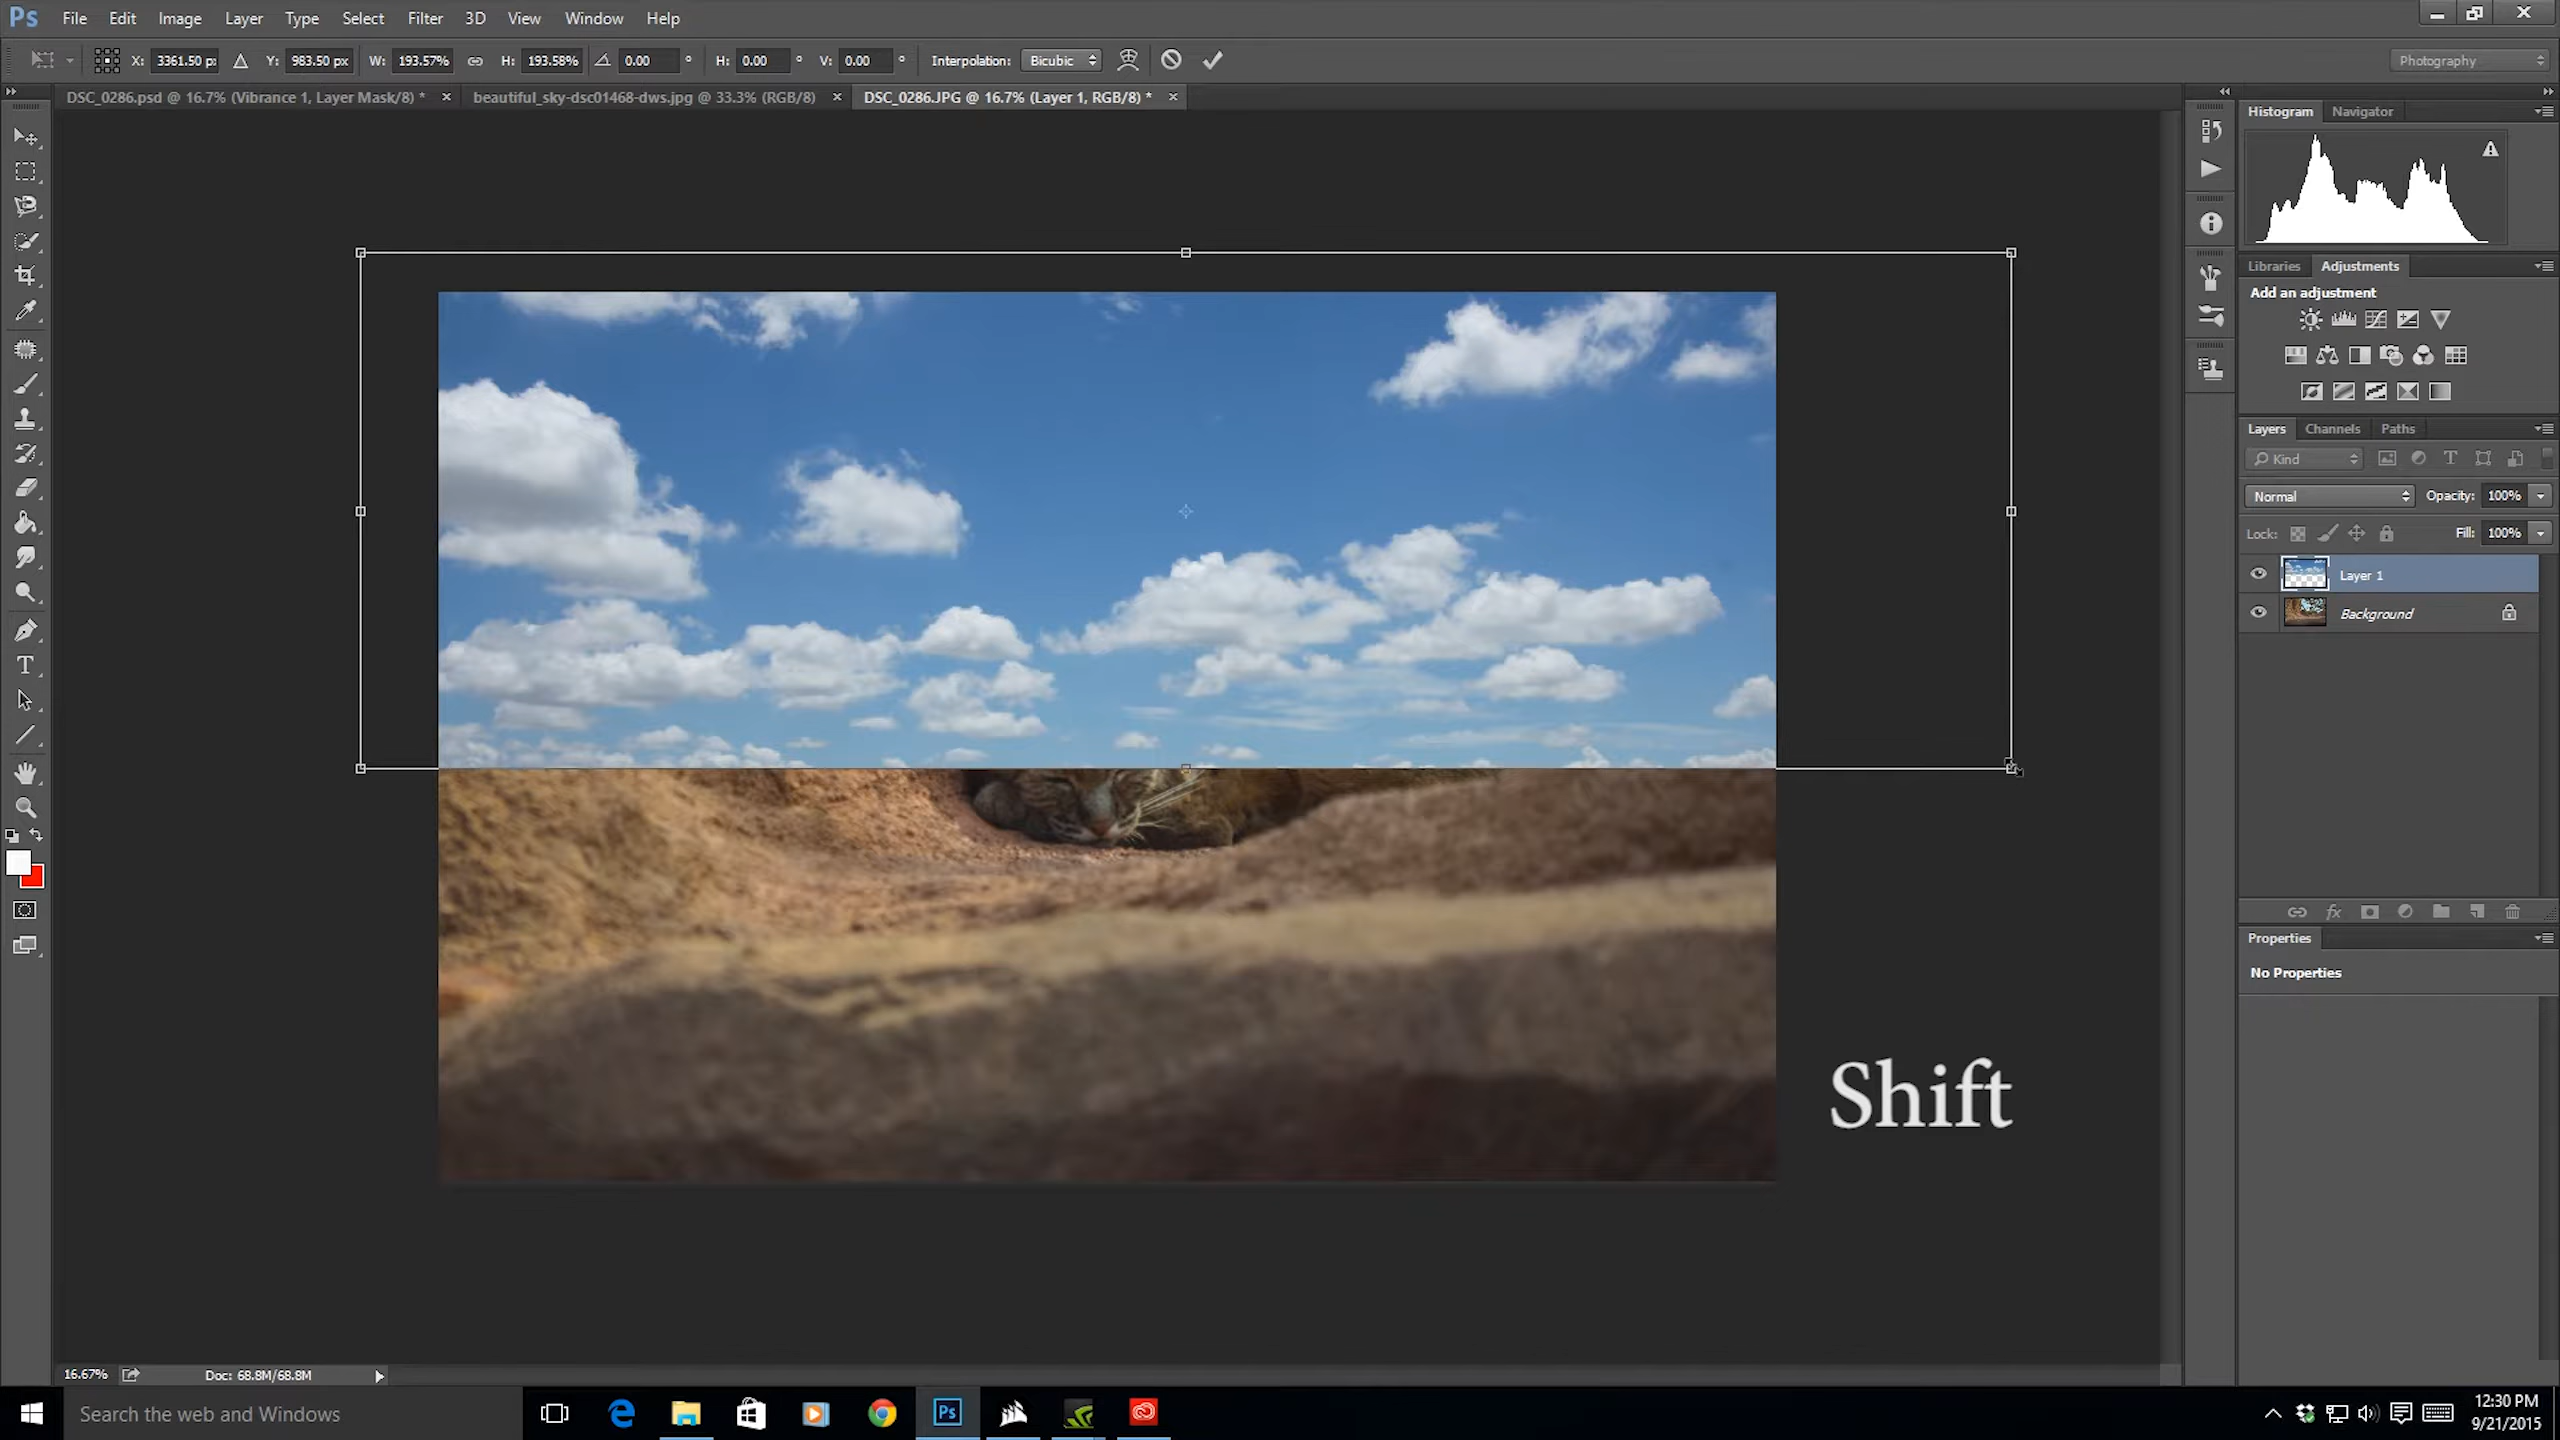 Ps File Edit Image Layer Type Select Filter 3D View Window Help
X: 3361.50 px Y: 983.50 px W: 193.57% H: 193.58% 0.00 ° H: 0.00 ° V: 0.00 ° Interpolation: Bicubic Photography
DSC_0286.psd @ 16.7% (Vibrance 1, Layer Mask/8) * × beautiful_sky-dsc01468-dws.jpg @ 33.3% (RGB/8) × DSC_0286.JPG @ 16.7% (Layer 1, RGB/8) * ×
Histogram Navigator
Libraries Adjustments
Add an adjustment
Layers Channels Paths
Kind
Normal Opacity: 100%
Lock: Fill: 100%
Layer 1
Background
Properties
No Properties
Shift
16.67% Doc: 68.8M/68.8M
Search the web and Windows
Ps
12:30 PM
9/21/2015